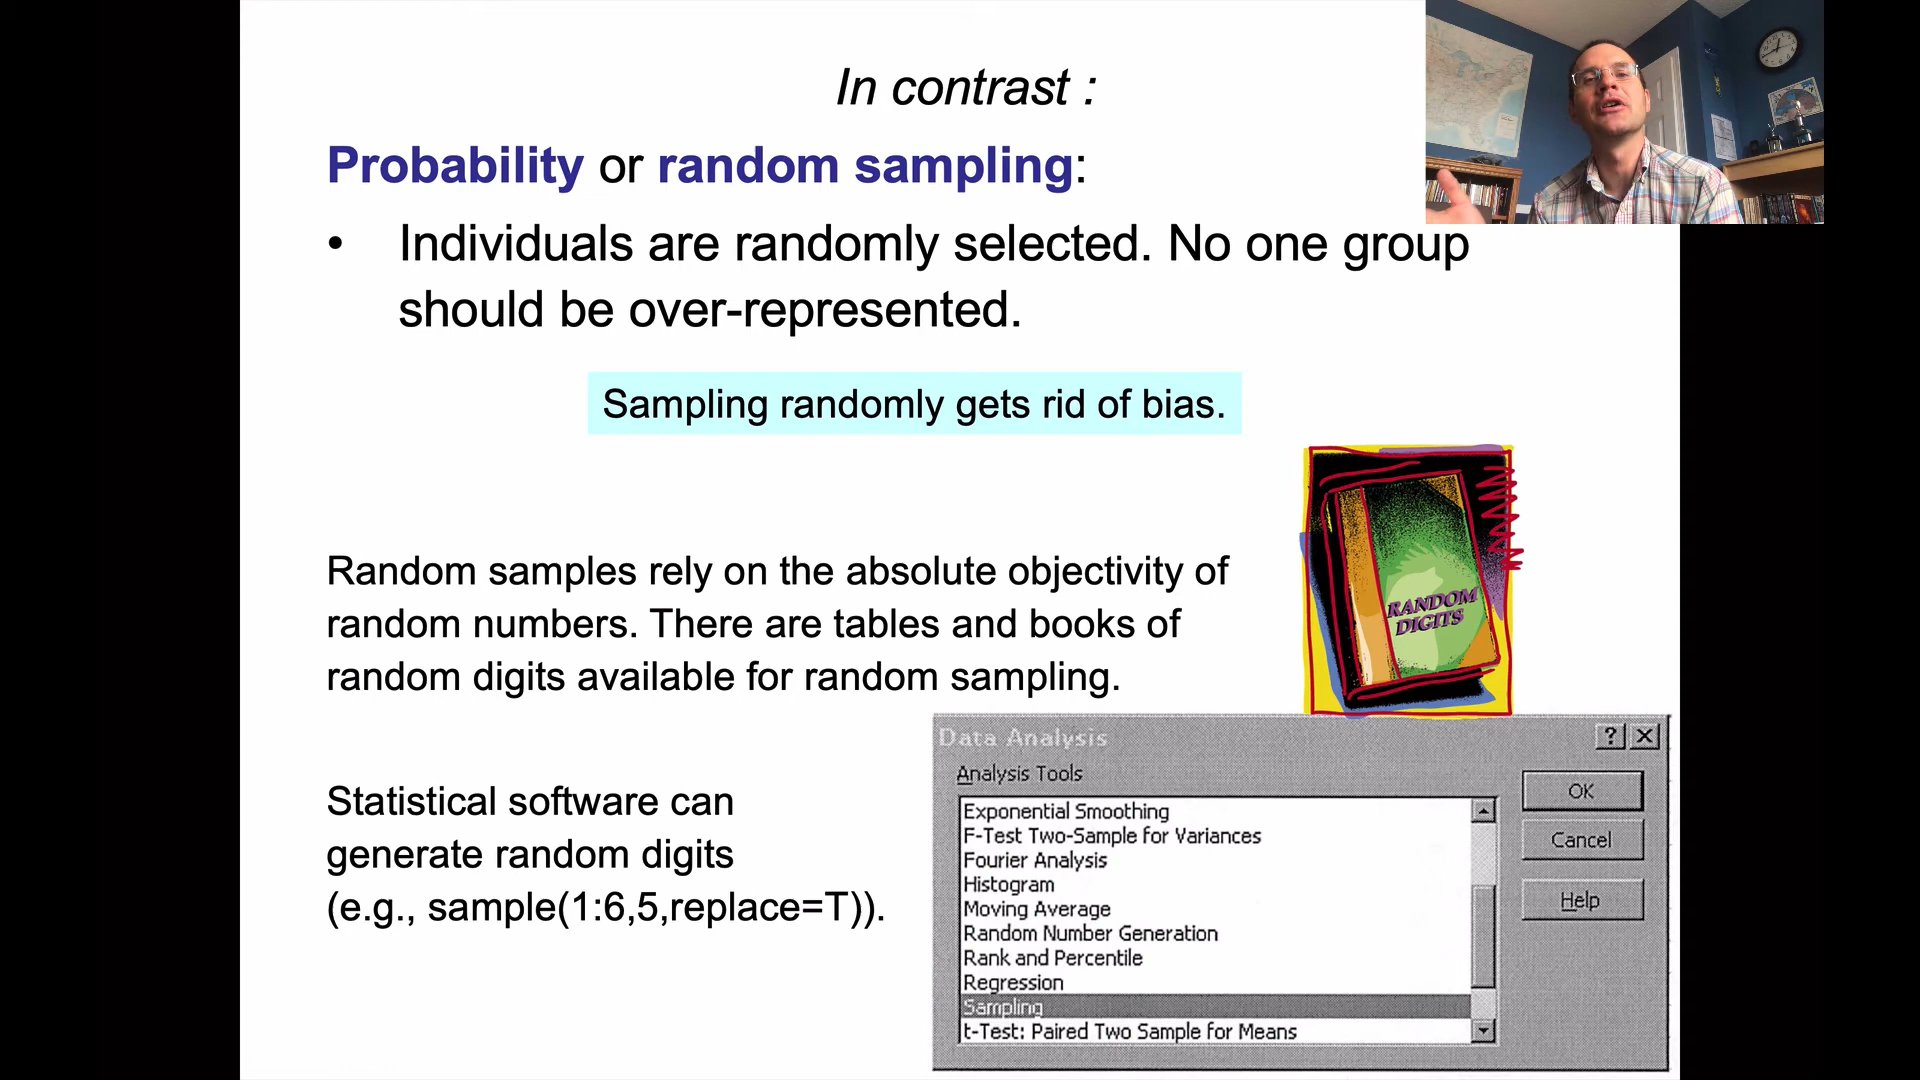 In contrast :
Probability or random sampling:
• Individuals are randomly selected. No one group
should be over-represented.
Sampling randomly gets rid of bias.
Random samples rely on the absolute objectivity of
random numbers. There are tables and books of
random digits available for random sampling.
RANDOM
DIGITS
Statistical software can
generate random digits
(e.g., sample(1:6,5,replace=T)).
Data Analysis
Analysis Tools
Exponential Smoothing
F-Test Two-Sample for Variances
Fourier Analysis
Histogram
Moving Average
Random Number Generation
Rank and Percentile
Regression
Sampling
t-Test: Paired Two Sample for Means
?
OK
Cancel
Help